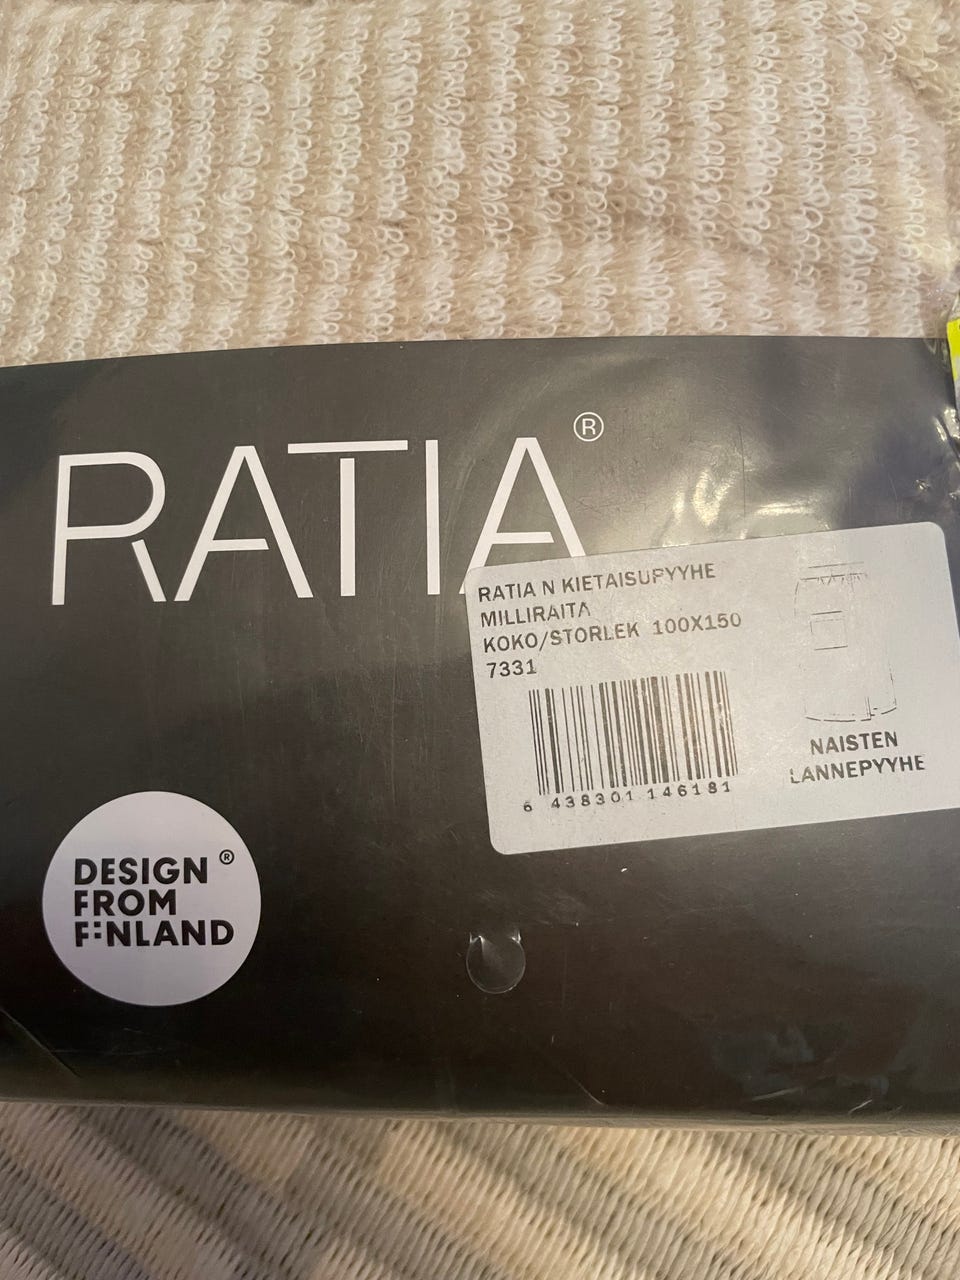 RATIA®
RATIA N KIETAISUPYYHE
MILLIRAITA
KOKO/STORLEK 100X150
7331
6 438301 146181
NAISTEN
LANNEPYYHE
DESIGN ®
FROM
FINLAND